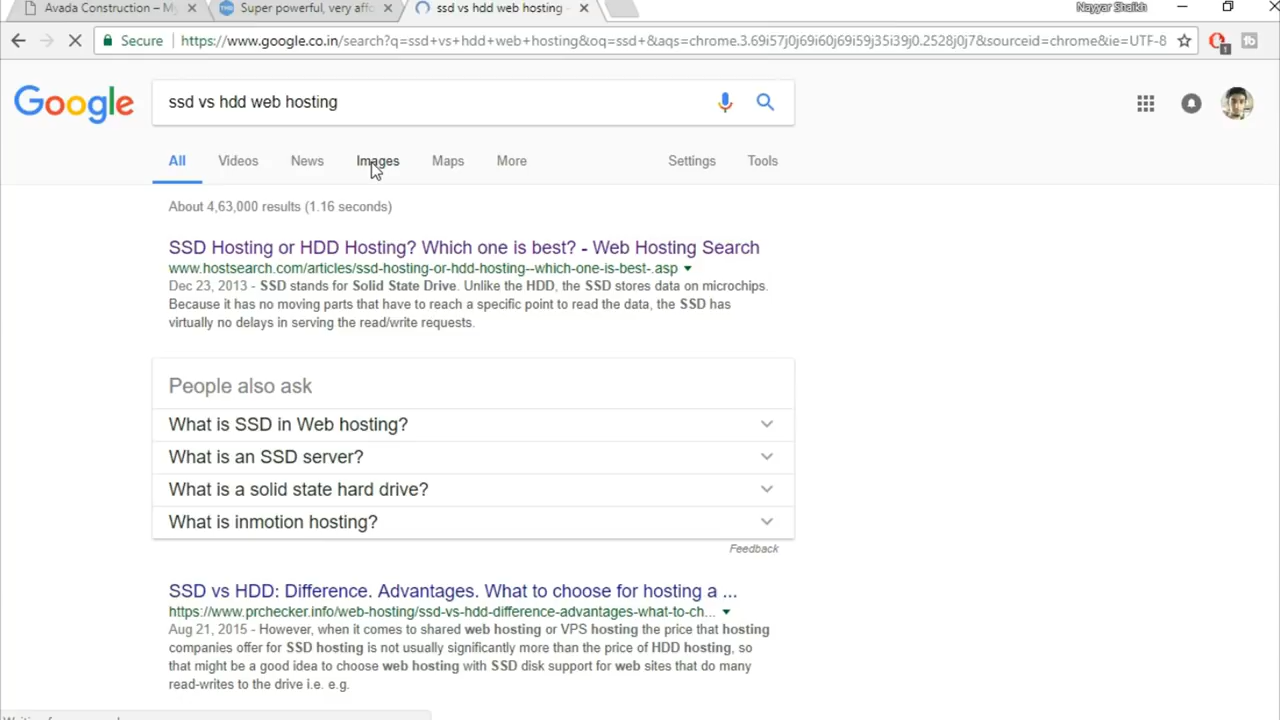 Avada Construction – My
Super powerful, very affo
ssd vs hdd web hosting -
Nayyar Shaikh
Secure
https://www.google.co.in/search?q=ssd+vs+hdd+web+hosting&oq=ssd+&aqs=chrome.3.69i57j0j69i60j69i59j35i39j0.2528j0j7&sourceid=chrome&ie=UTF-8
1
Google
ssd vs hdd web hosting
All
Videos
News
Images
Maps
More
Settings
Tools
About 4,63,000 results (1.16 seconds)
SSD Hosting or HDD Hosting? Which one is best? - Web Hosting Search
www.hostsearch.com/articles/ssd-hosting-or-hdd-hosting--which-one-is-best-.asp
Dec 23, 2013 - SSD stands for Solid State Drive. Unlike the HDD, the SSD stores data on microchips.
Because it has no moving parts that have to reach a specific point to read the data, the SSD has
virtually no delays in serving the read/write requests.
People also ask
What is SSD in Web hosting?
What is an SSD server?
What is a solid state hard drive?
What is inmotion hosting?
Feedback
SSD vs HDD: Difference. Advantages. What to choose for hosting a ...
https://www.prchecker.info/web-hosting/ssd-vs-hdd-difference-advantages-what-to-ch...
Aug 21, 2015 - However, when it comes to shared web hosting or VPS hosting the price that hosting
companies offer for SSD hosting is not usually significantly more than the price of HDD hosting, so
that might be a good idea to choose web hosting with SSD disk support for web sites that do many
read-writes to the drive i.e. e.g.